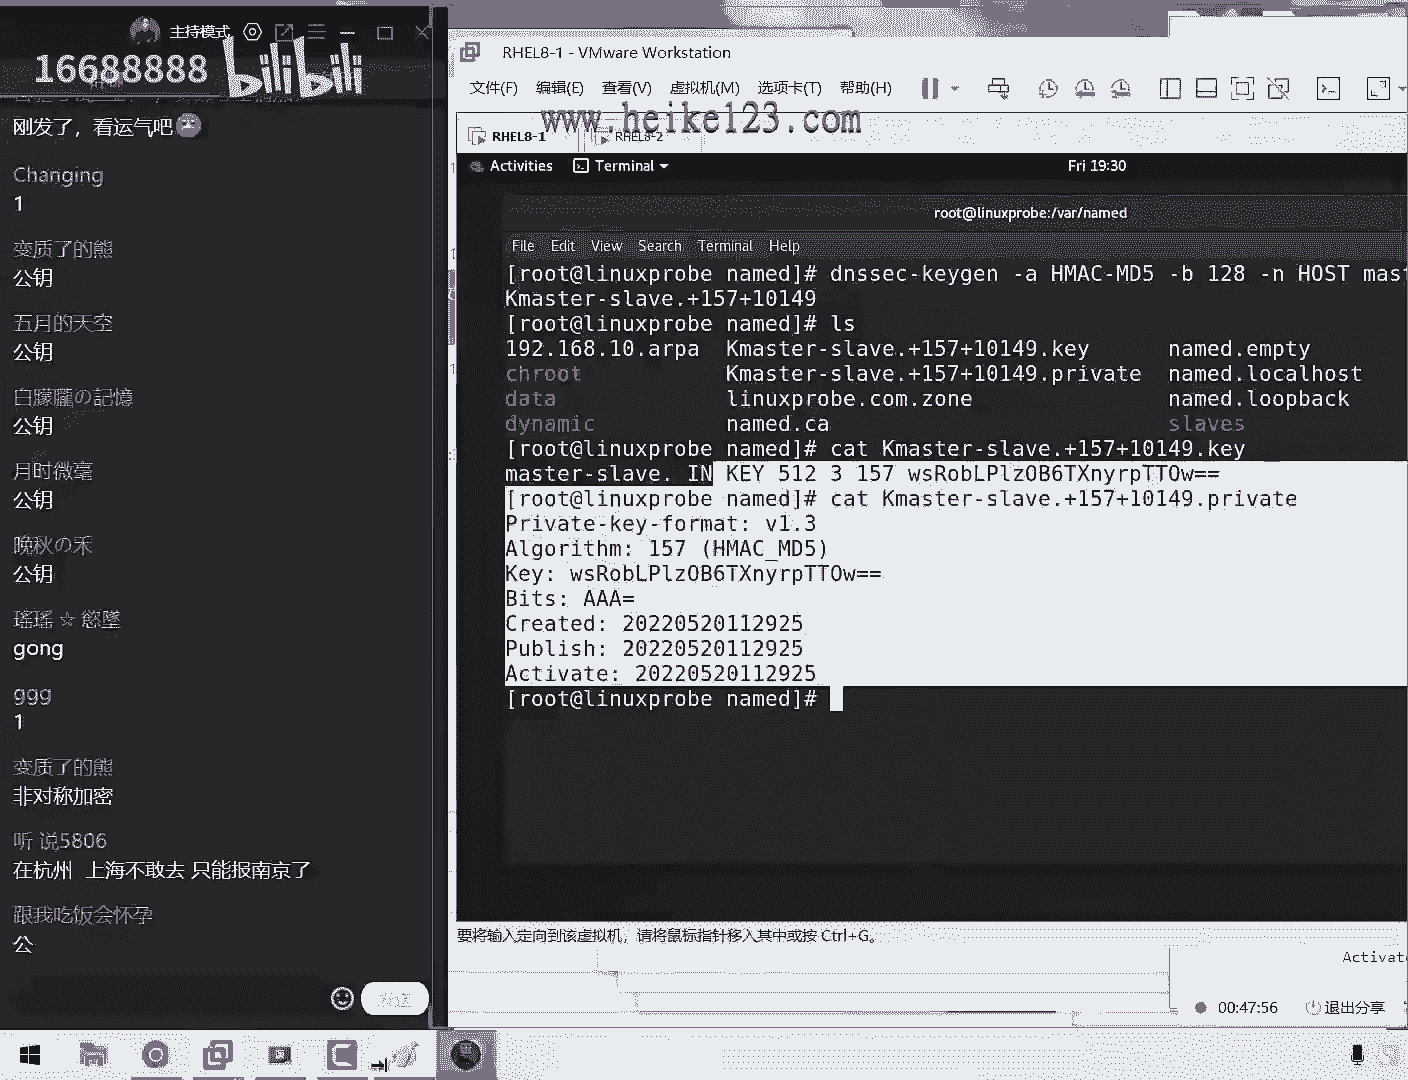 主持模式
16688888 bilibili
刚发了，看运气吧
Changing
1
变质了的熊
公钥
五月的天空
公钥
白朦朧の記憶
公钥
月时微毫
公钥
晚秋の禾
公钥
瑶瑶 ☆ 慾墜
gong
ggg
1
变质了的熊
非对称加密
听 说5806
在杭州 上海不敢去 只能报南京了
跟我吃饭会怀孕
公
RHEL8-1 - VMware Workstation
文件(F) 编辑(E) 查看(V) 虚拟机(M) 选项卡(T) 帮助(H)
www.heike123.com
RHEL8-1 RHEL8-2
Activities Terminal Fri 19:30
root@linuxprobe:/var/named
File Edit View Search Terminal Help
[root@linuxprobe named]# dnssec-keygen -a HMAC-MD5 -b 128 -n HOST mas
Kmaster-slave.+157+10149
[root@linuxprobe named]# ls
192.168.10.arpa Kmaster-slave.+157+10149.key named.empty
chroot Kmaster-slave.+157+10149.private named.localhost
data linuxprobe.com.zone named.loopback
dynamic named.ca slaves
[root@linuxprobe named]# cat Kmaster-slave.+157+10149.key
master-slave. IN KEY 512 3 157 wsRobLPlzOB6TXnyrpTTOw==
[root@linuxprobe named]# cat Kmaster-slave.+157+10149.private
Private-key-format: v1.3
Algorithm: 157 (HMAC_MD5)
Key: wsRobLPlzOB6TXnyrpTTOw==
Bits: AAA=
Created: 20220520112925
Publish: 20220520112925
Activate: 20220520112925
[root@linuxprobe named]#
要将输入定向到该虚拟机，请将鼠标指针移入其中或按 Ctrl+G。
Activat
00:47:56 退出分享